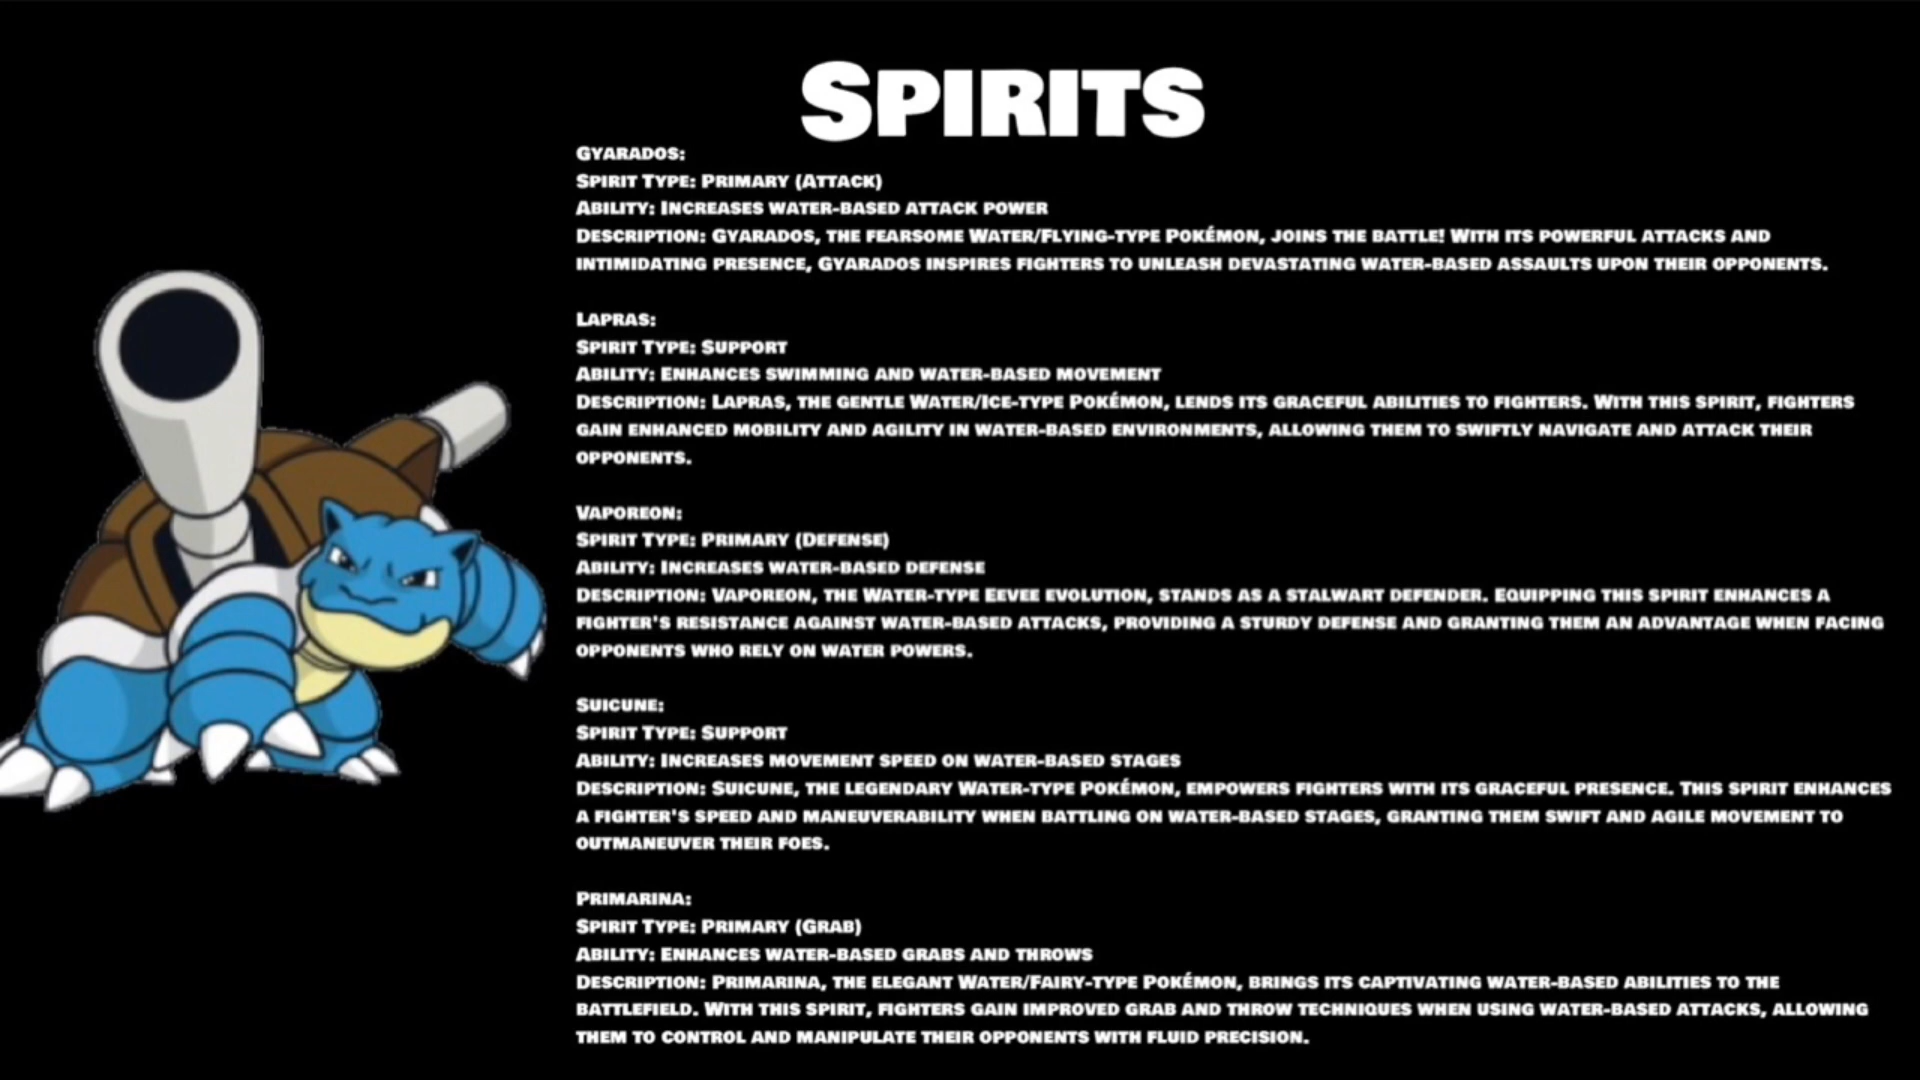 Spirits
Gyarados:
Spirit Type: Primary (Attack)
Ability: Increases water-based attack power
Description: Gyarados, the fearsome Water/Flying-type Pokémon, joins the battle! With its powerful attacks and
intimidating presence, Gyarados inspires fighters to unleash devastating water-based assaults upon their opponents.
Lapras:
Spirit Type: Support
Ability: Enhances swimming and water-based movement
Description: Lapras, the gentle Water/Ice-type Pokémon, lends its graceful abilities to fighters. With this spirit, fighters
gain enhanced mobility and agility in water-based environments, allowing them to swiftly navigate and attack their
opponents.
Vaporeon:
Spirit Type: Primary (Defense)
Ability: Increases water-based defense
Description: Vaporeon, the Water-type Eevee evolution, stands as a stalwart defender. Equipping this spirit enhances a
fighter's resistance against water-based attacks, providing a sturdy defense and granting them an advantage when facing
opponents who rely on water powers.
Suicune:
Spirit Type: Support
Ability: Increases movement speed on water-based stages
Description: Suicune, the legendary Water-type Pokémon, empowers fighters with its graceful presence. This spirit enhances
a fighter's speed and maneuverability when battling on water-based stages, granting them swift and agile movement to
outmaneuver their foes.
Primarina:
Spirit Type: Primary (Grab)
Ability: Enhances water-based grabs and throws
Description: Primarina, the elegant Water/Fairy-type Pokémon, brings its captivating water-based abilities to the
battlefield. With this spirit, fighters gain improved grab and throw techniques when using water-based attacks, allowing
them to control and manipulate their opponents with fluid precision.